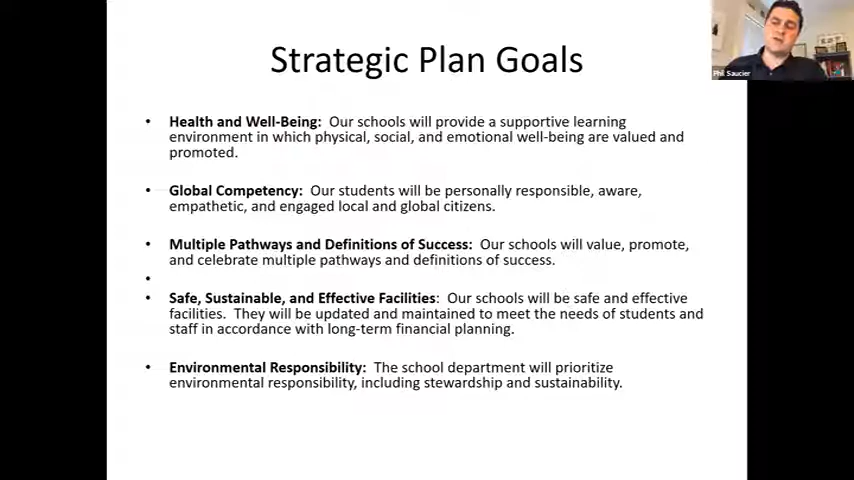 Strategic Plan Goals
Phil Saucier
• Health and Well-Being: Our schools will provide a supportive learning
environment in which physical, social, and emotional well-being are valued and
promoted.
• Global Competency: Our students will be personally responsible, aware,
empathetic, and engaged local and global citizens.
• Multiple Pathways and Definitions of Success: Our schools will value, promote,
and celebrate multiple pathways and definitions of success.
•
• Safe, Sustainable, and Effective Facilities: Our schools will be safe and effective
facilities. They will be updated and maintained to meet the needs of students and
staff in accordance with long-term financial planning.
• Environmental Responsibility: The school department will prioritize
environmental responsibility, including stewardship and sustainability.